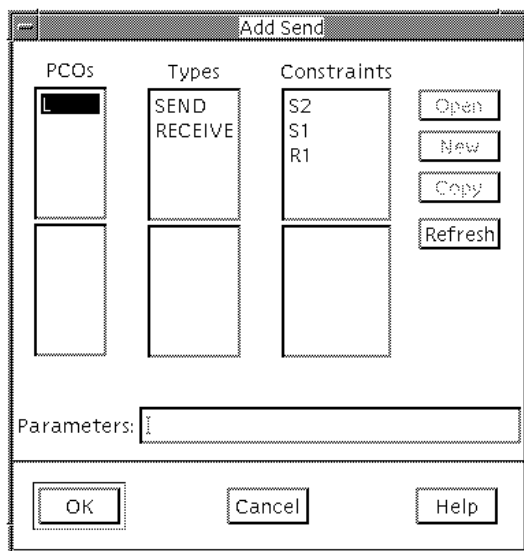 Add Send
PCOs Types Constraints
L SEND S2 Open
RECEIVE S1 New
R1 Copy
Refresh
Parameters:
OK Cancel Help